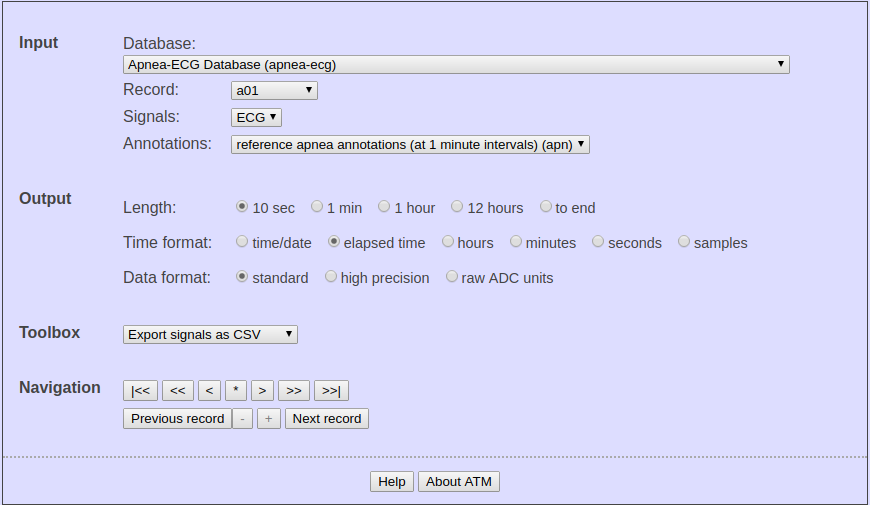 Input
Database:
Apnea-ECG Database (apnea-ecg)
Record: a01
Signals: ECG
Annotations: reference apnea annotations (at 1 minute intervals) (apn)
Output
Length: 10 sec 1 min 1 hour 12 hours to end
Time format: time/date elapsed time hours minutes seconds samples
Data format: standard high precision raw ADC units
Toolbox Export signals as CSV
Navigation |<< << < * > >> >>|
Previous record - + Next record
Help About ATM